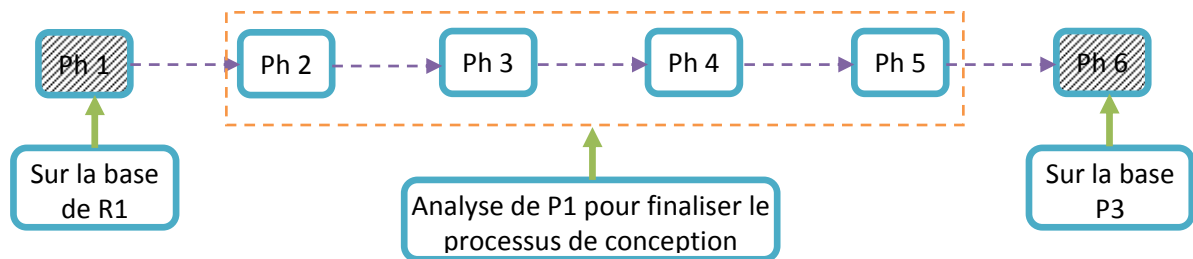 Ph 1
Ph 2
Ph 3
Ph 4
Ph 5
Ph 6
Sur la base
de R1
Analyse de P1 pour finaliser le
processus de conception
Sur la base
P3